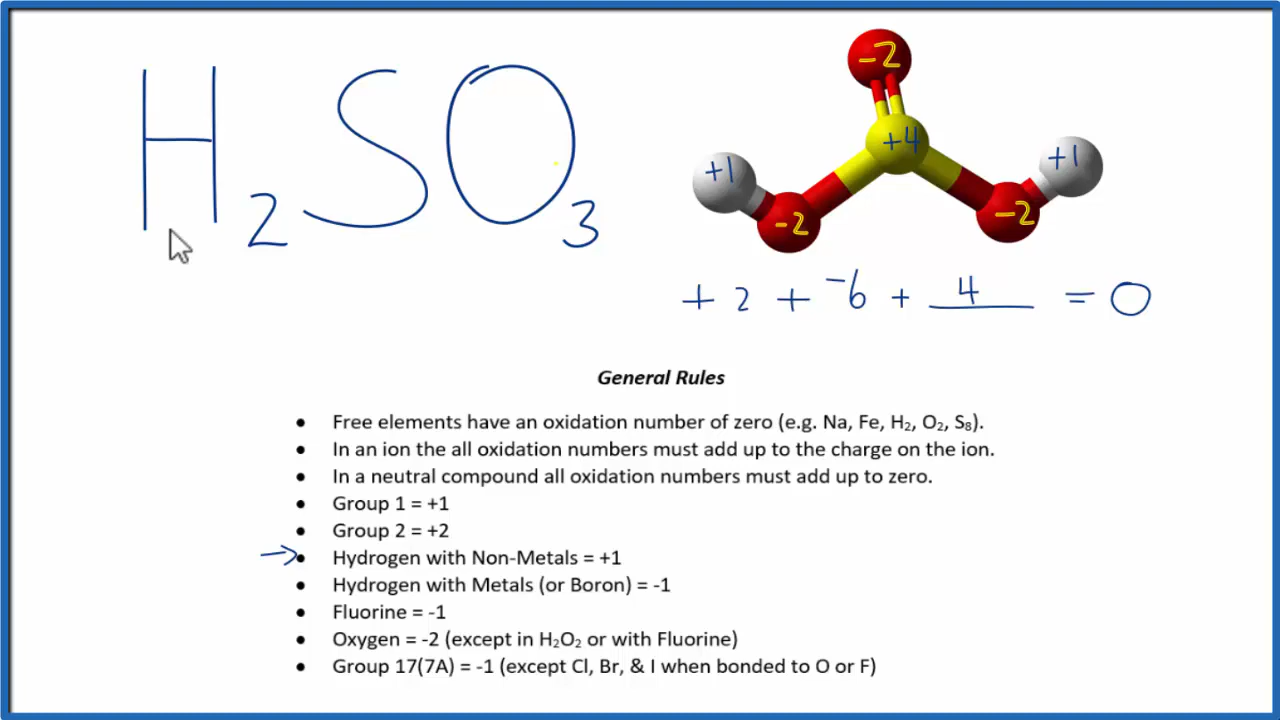 H₂SO₃
-2
+4
+1 +1
-2 -2
+ 2 + -6 + 4 = 0
General Rules
• Free elements have an oxidation number of zero (e.g. Na, Fe, H₂, O₂, S₈).
• In an ion the all oxidation numbers must add up to the charge on the ion.
• In a neutral compound all oxidation numbers must add up to zero.
• Group 1 = +1
• Group 2 = +2
→• Hydrogen with Non-Metals = +1
• Hydrogen with Metals (or Boron) = -1
• Fluorine = -1
• Oxygen = -2 (except in H₂O₂ or with Fluorine)
• Group 17(7A) = -1 (except Cl, Br, & I when bonded to O or F)